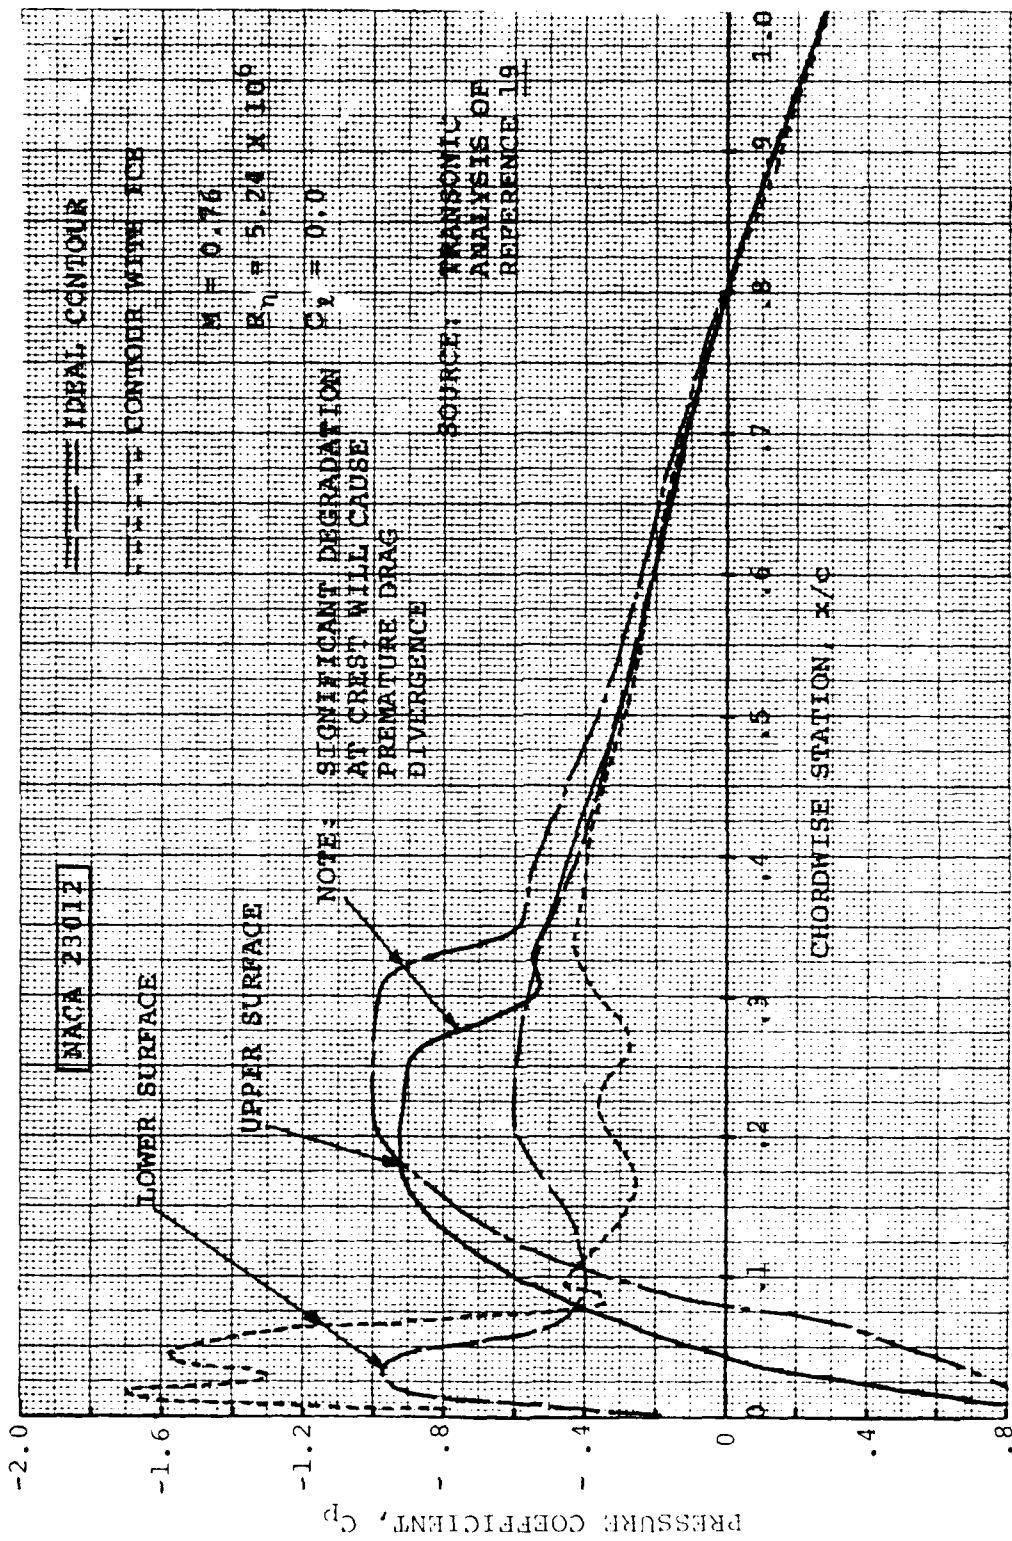 NACA 23012
IDEAL CONTOUR
CONTOUR WITH ICE
LOWER SURFACE
UPPER SURFACE
M = 0.76
Rη = 5.24 X 10⁶
Cℓ = 0.0
NOTE: SIGNIFICANT DEGRADATION
AT CREST WILL CAUSE
PREMATURE DRAG
DIVERGENCE
SOURCE: TRANSONIC
ANALYSIS OF
REFERENCE 19
PRESSURE COEFFICIENT, Cp
-2.0
-1.6
-1.2
-.8
-.4
0
.4
.8
0 .1 .2 .3 .4 .5 .6 .7 .8 .9 1.0
CHORDWISE STATION, x/c